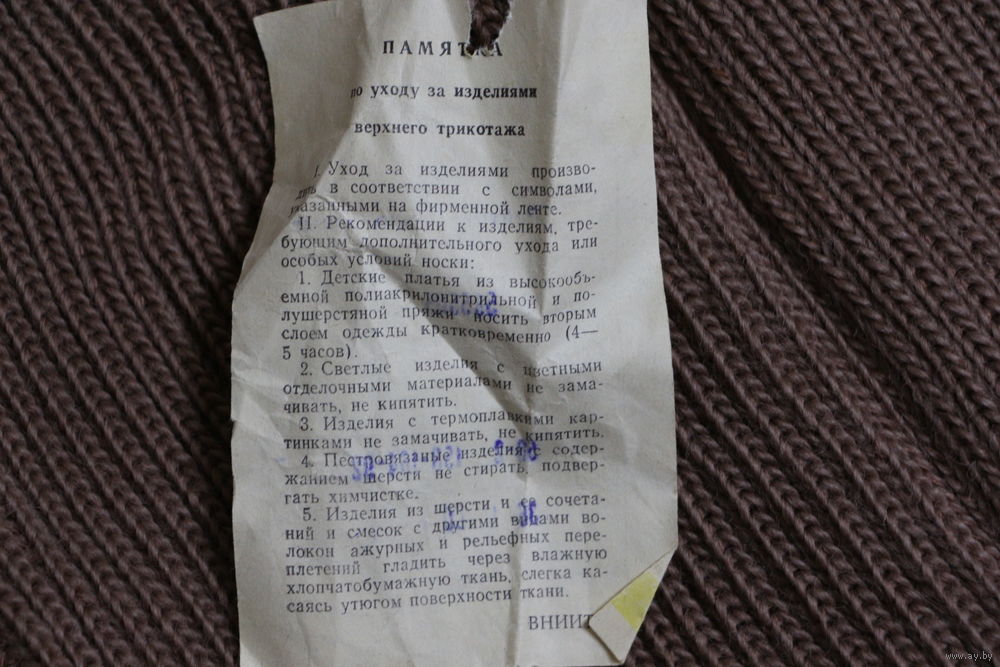 ПАМЯТКА
по уходу за изделиями
верхнего трикотажа
I. Уход за изделиями произво-
дить в соответствии с символами,
указанными на фирменной ленте.
II. Рекомендации к изделиям, тре-
бующим дополнительного ухода или
особых условий носки:
1. Детские платья из высокообъ-
емной полиакрилонитрильной и по-
лушерстяной пряжи носить вторым
слоем одежды кратковременно (4—
5 часов).
2. Светлые изделия с цветными
отделочными материалами не зама-
чивать, не кипятить.
3. Изделия с термоплавкими кар-
тинками не замачивать, не кипятить.
4. Пестровязаные изделия с содер-
жанием шерсти не стирать, подвер-
гать химчистке.
5. Изделия из шерсти и ее сочета-
ний и смесок с другими видами во-
локон ажурных и рельефных пере-
плетений гладить через влажную
хлопчатобумажную ткань, слегка ка-
саясь утюгом поверхности ткани.
www.ay.by